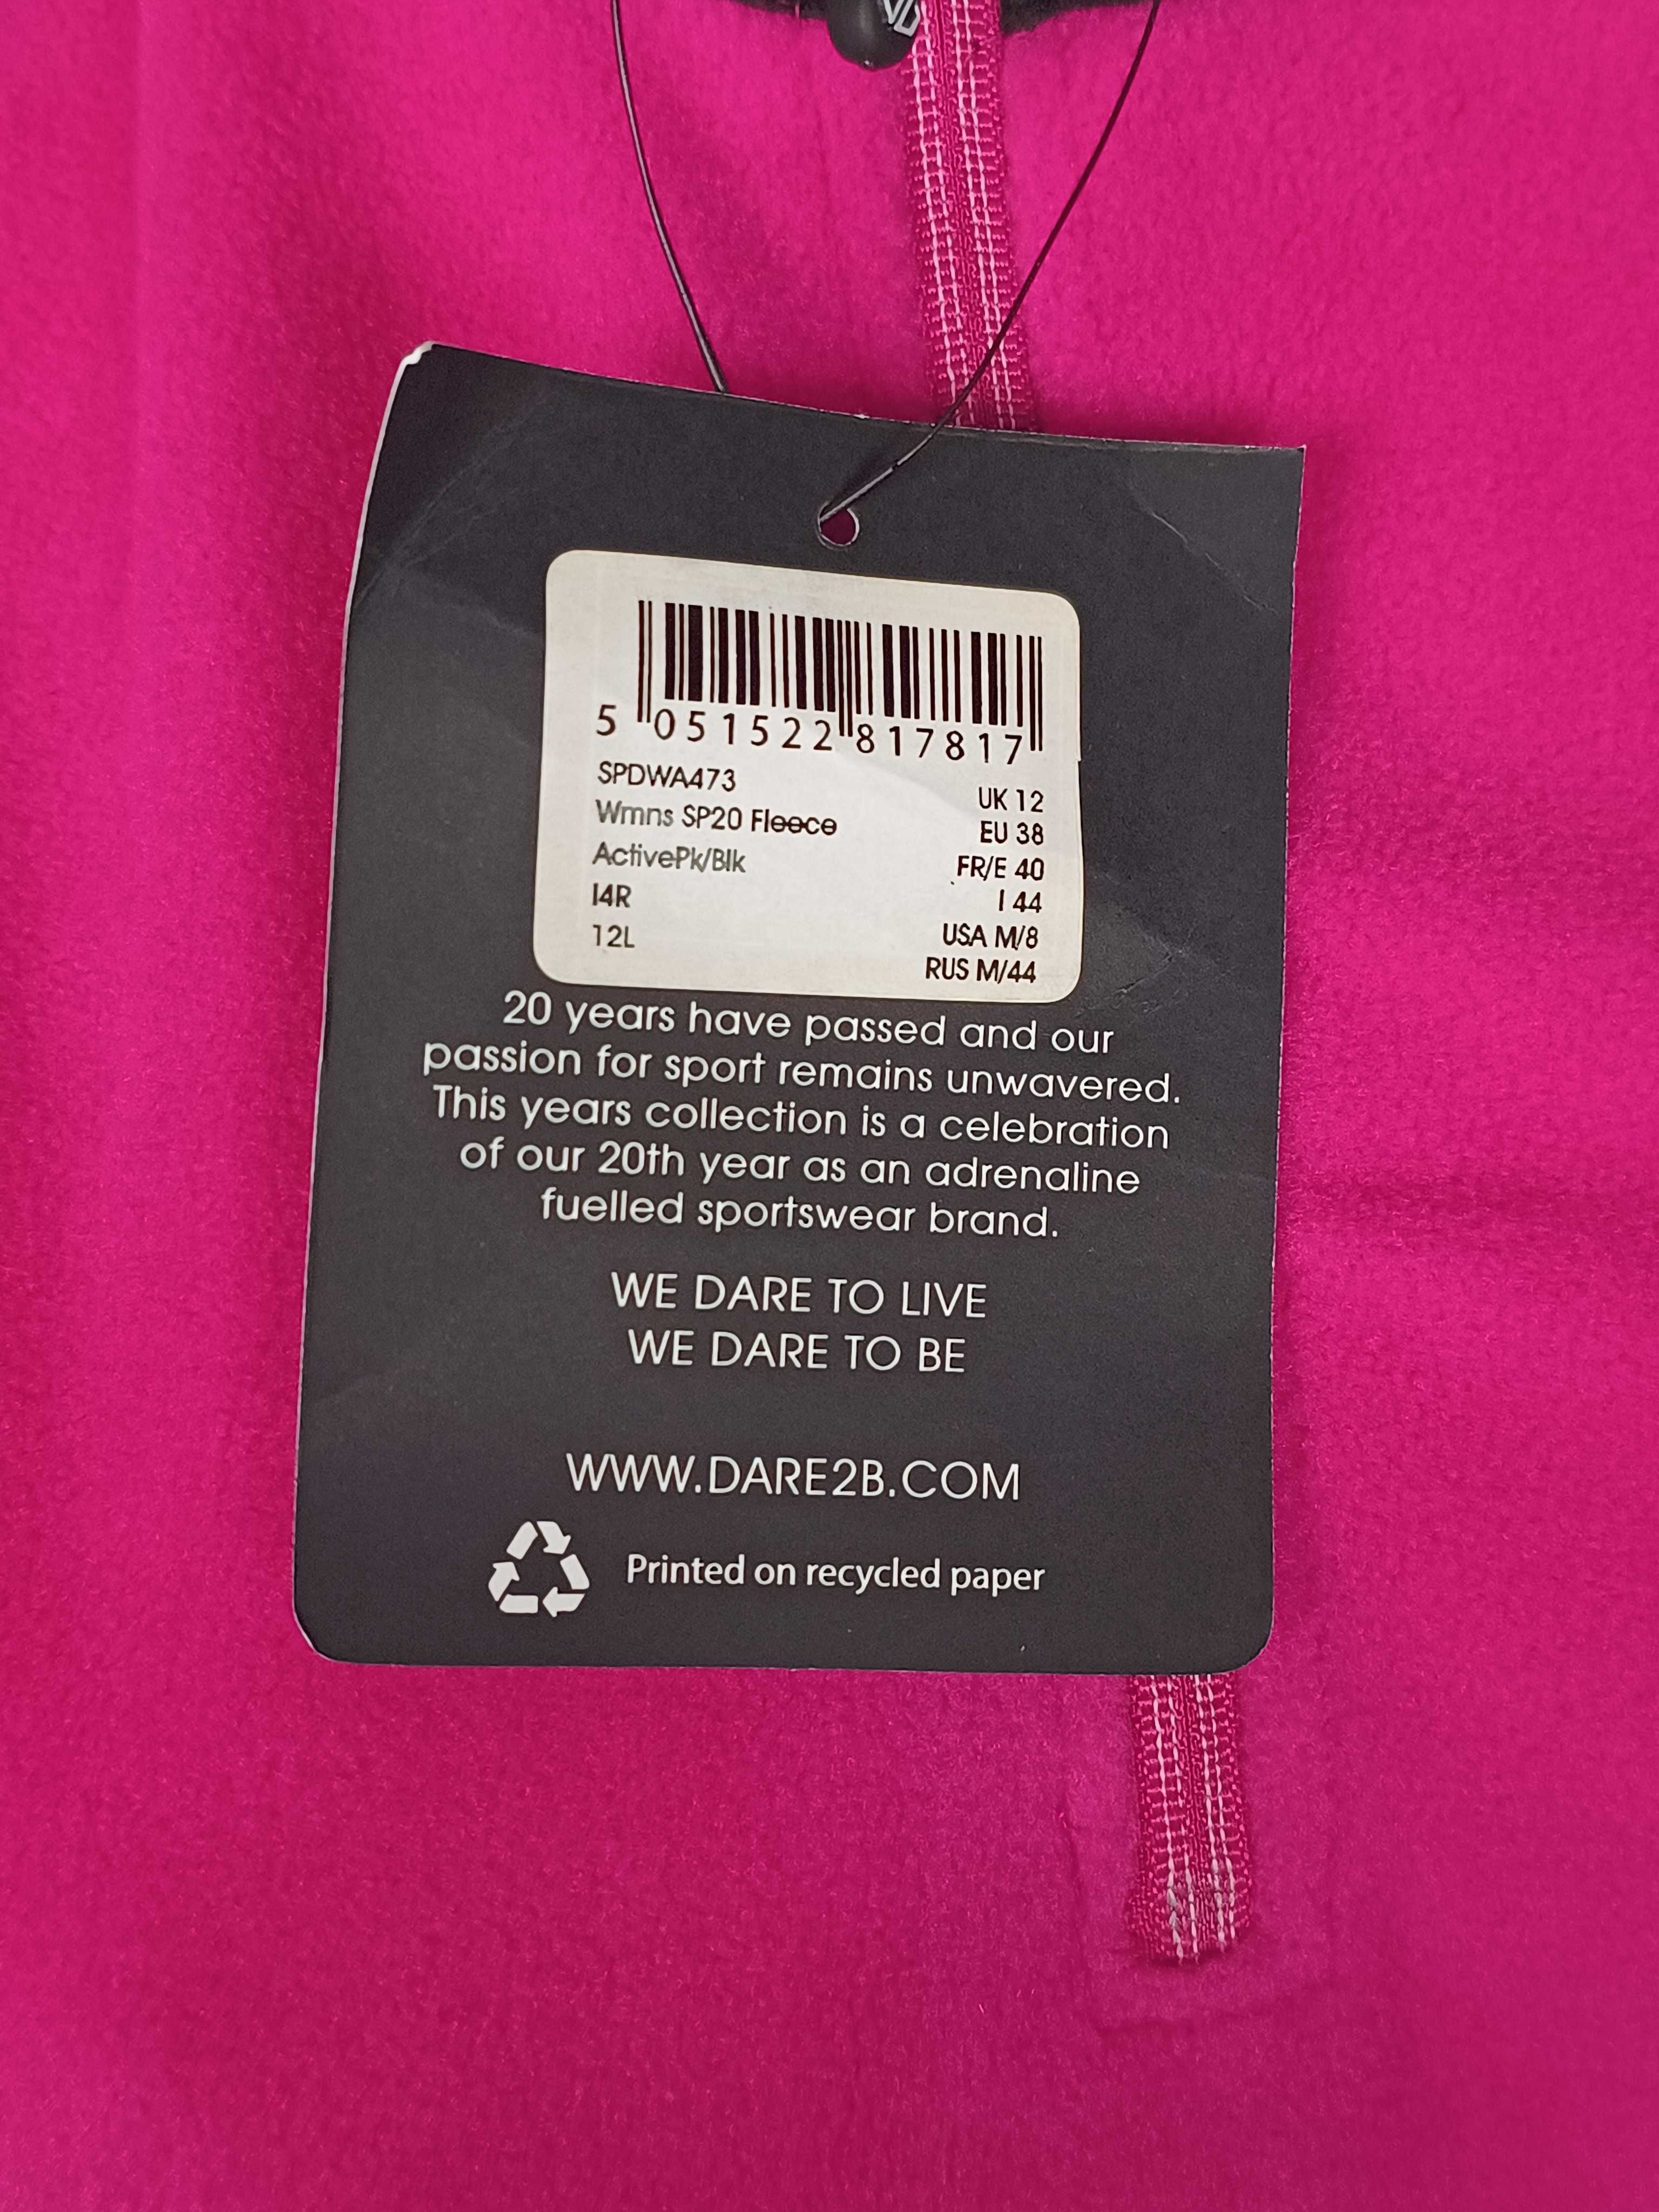 5 051522 817817
SPDWA473
Wmns SP20 Fleece
ActivePk/Blk
I4R
12L
UK 12
EU 38
FR/E 40
I 44
USA M/8
RUS M/44
20 years have passed and our
passion for sport remains unwavered.
This years collection is a celebration
of our 20th year as an adrenaline
fuelled sportswear brand.
WE DARE TO LIVE
WE DARE TO BE
WWW.DARE2B.COM
Printed on recycled paper